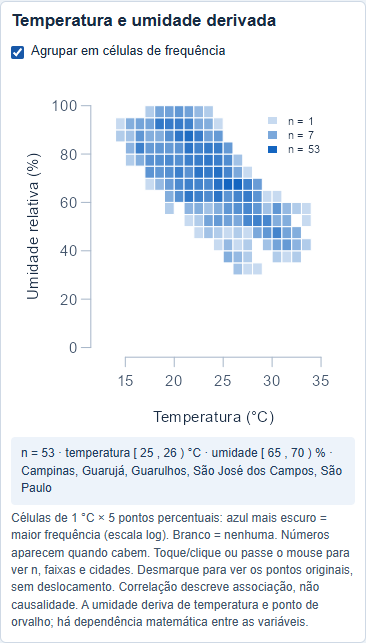 Temperatura e umidade derivada
Agrupar em células de frequência
100
80
60
40
20
0
Umidade relativa (%)
n = 1
n = 7
n = 53
15 20 25 30 35
Temperatura (°C)
n = 53 · temperatura [ 25 , 26 ) °C · umidade [ 65 , 70 ) % ·
Campinas, Guarujá, Guarulhos, São José dos Campos, São
Paulo
Células de 1 °C × 5 pontos percentuais: azul mais escuro =
maior frequência (escala log). Branco = nenhuma. Números
aparecem quando cabem. Toque/clique ou passe o mouse para
ver n, faixas e cidades. Desmarque para ver os pontos originais,
sem deslocamento. Correlação descreve associação, não
causalidade. A umidade deriva de temperatura e ponto de
orvalho; há dependência matemática entre as variáveis.